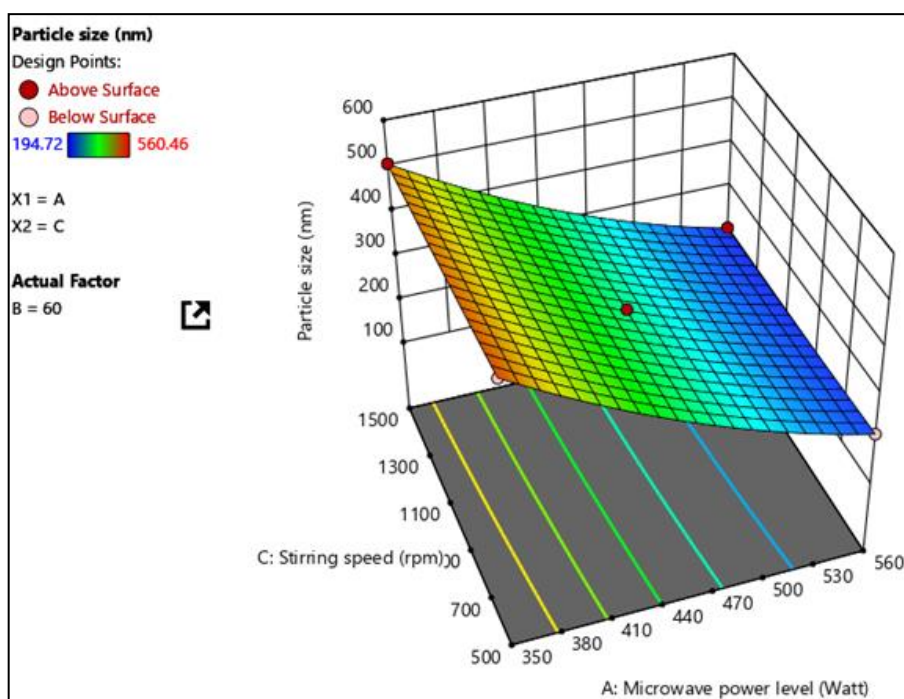 Particle size (nm)
Design Points:
Above Surface
Below Surface
194.72 560.46
X1 = A
X2 = C
Actual Factor
B = 60
600
500
400
300
200
100
Particle size (nm)
1500
1300
1100
700
500
C: Stirring speed (rpm)
350
380
410
440
470
500
530
560
A: Microwave power level (Watt)